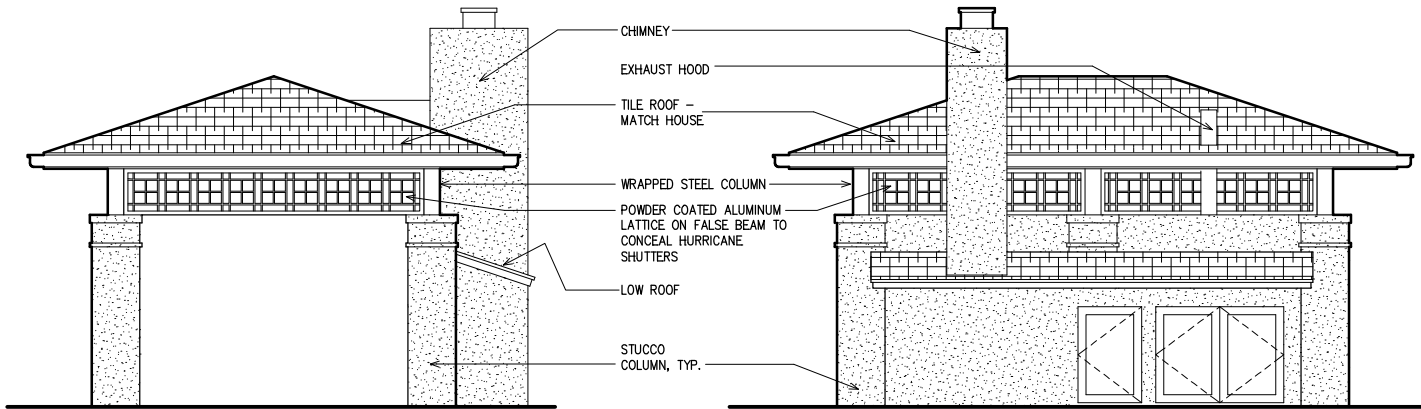 CHIMNEY
EXHAUST HOOD
TILE ROOF –
MATCH HOUSE
WRAPPED STEEL COLUMN
POWDER COATED ALUMINUM
LATTICE ON FALSE BEAM TO
CONCEAL HURRICANE
SHUTTERS
LOW ROOF
STUCCO
COLUMN, TYP.